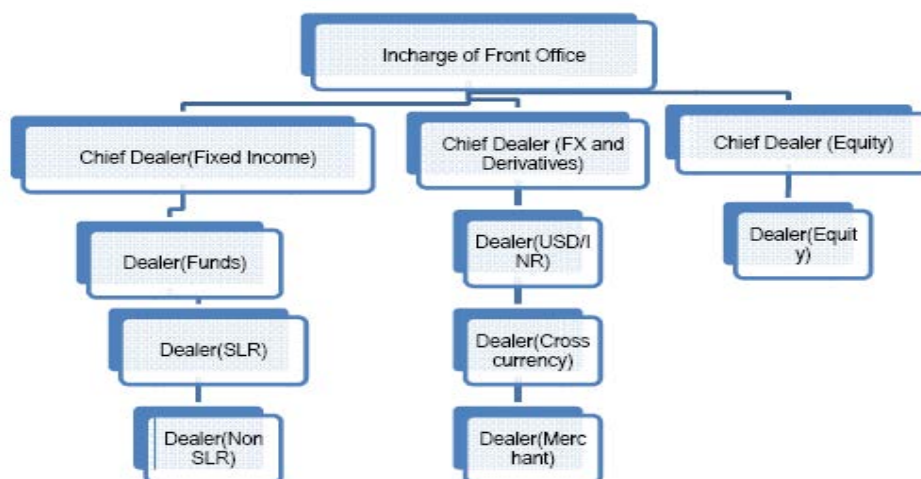 Incharge of Front Office
Chief Dealer(Fixed Income)
Chief Dealer (FX and
Derivatives)
Chief Dealer (Equity)
Dealer(Funds)
Dealer(USD/I
NR)
Dealer(Equit
y)
Dealer(SLR)
Dealer(Cross
currency)
Dealer(Non
SLR)
Dealer(Merc
hant)